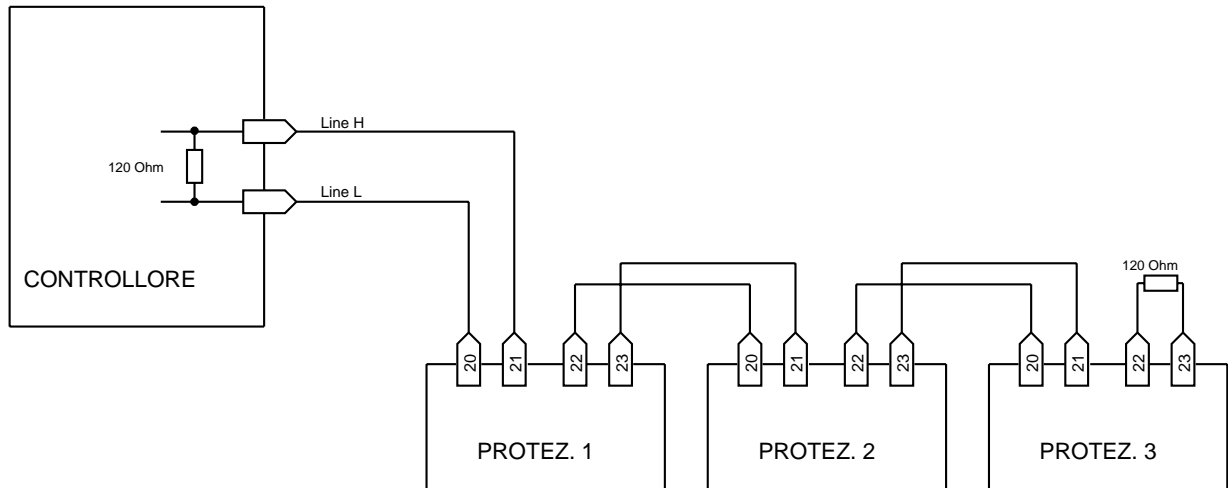 Line H
120 Ohm
Line L
CONTROLLORE
120 Ohm
20 21 22 23 20 21 22 23 20 21 22 23
PROTEZ. 1 PROTEZ. 2 PROTEZ. 3